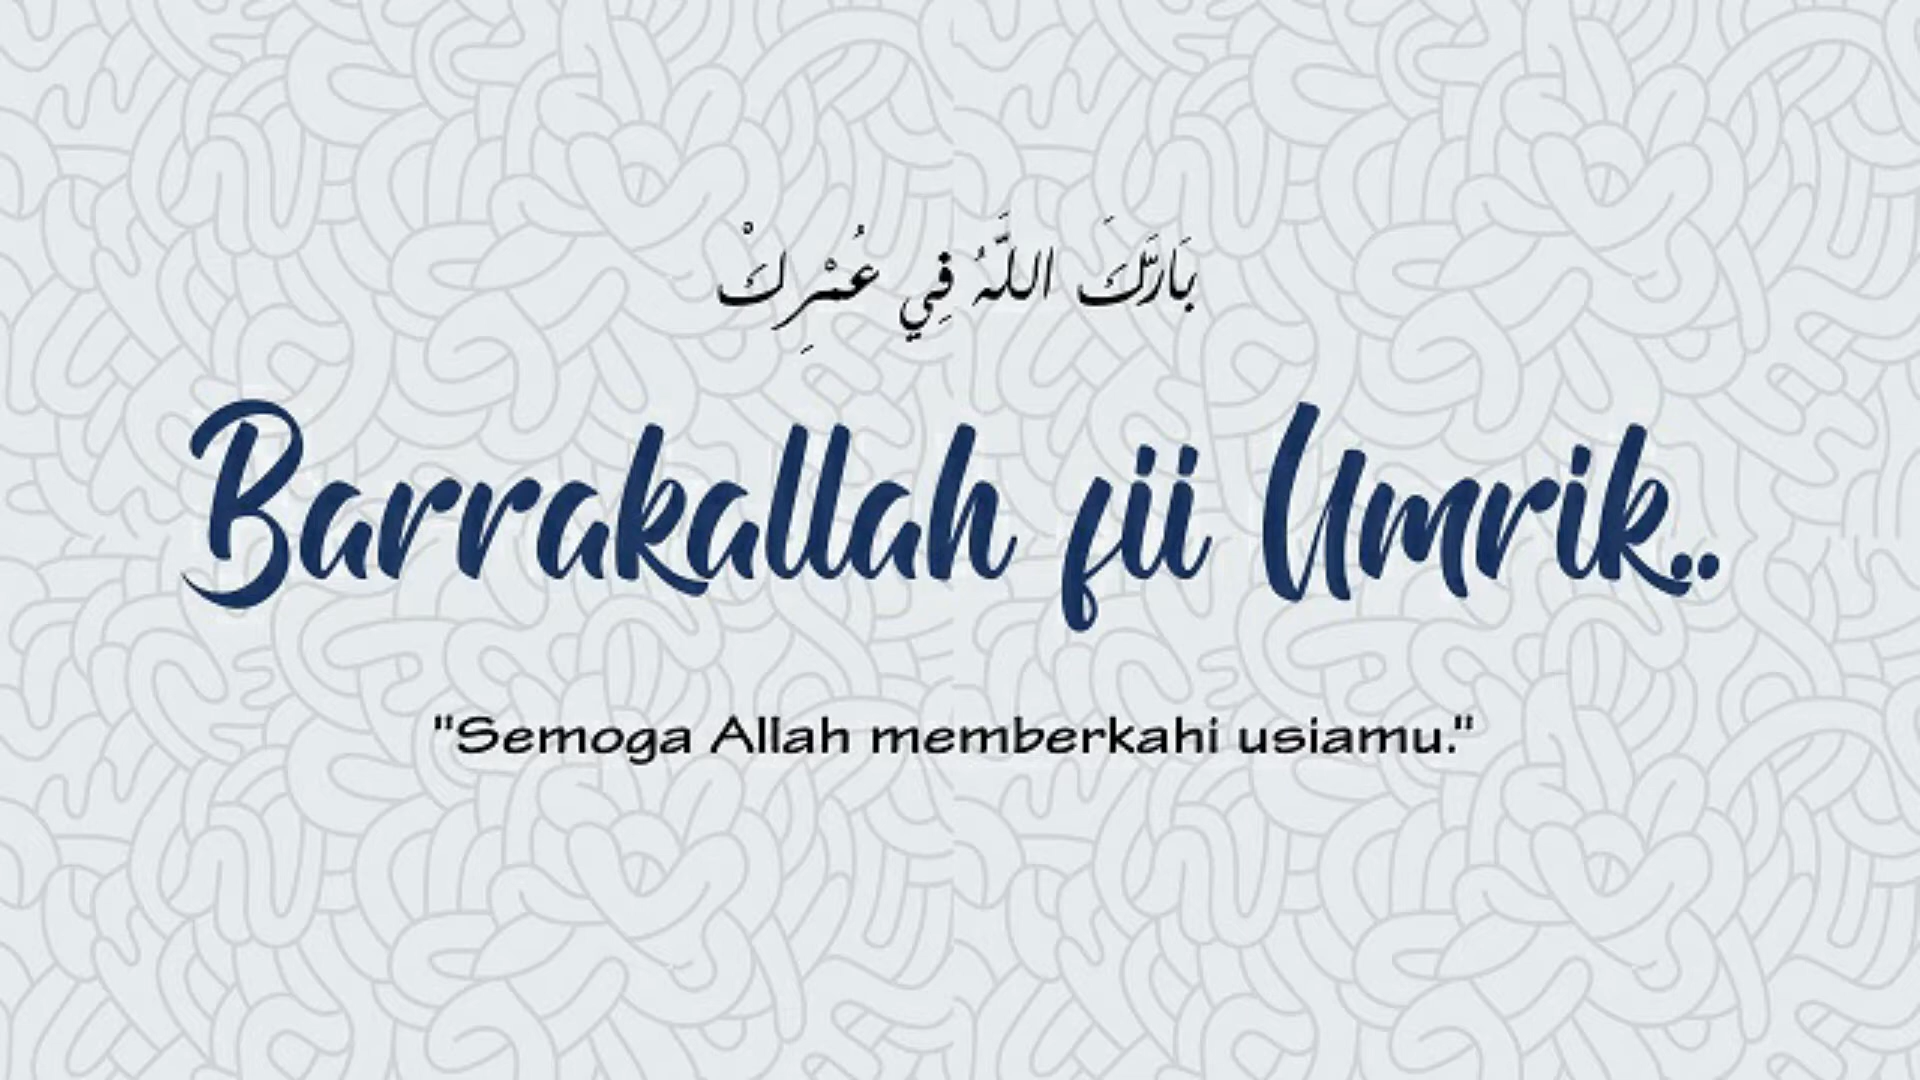 بَارَكَ اللَّهُ فِي عُمْرِكْ
Barrakallah fii Umrik..
"Semoga Allah memberkahi usiamu."